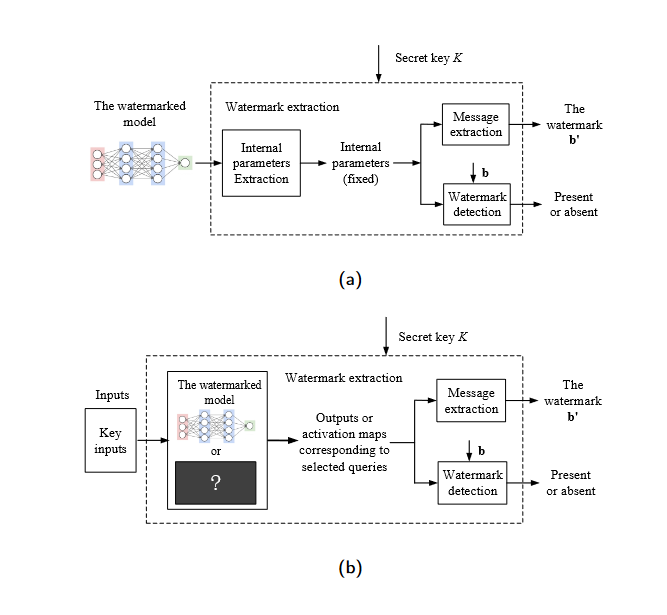 Secret key K
The watermarked
model
Watermark extraction
Internal
parameters
Extraction
Internal
parameters
(fixed)
Message
extraction
The
watermark
b'
b
Watermark
detection
Present
or absent
(a)
Secret key K
Inputs
Key
inputs
The watermarked
model
or
?
Watermark extraction
Outputs or
activation maps
corresponding to
selected queries
Message
extraction
The
watermark
b'
b
Watermark
detection
Present
or absent
(b)